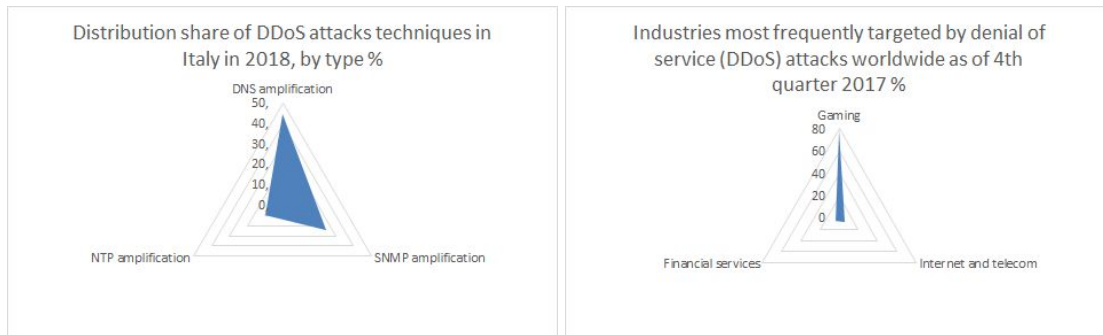 Distribution share of DDoS attacks techniques in
Italy in 2018, by type %
DNS amplification
50,
40,
30,
20,
10,
0
NTP amplification
SNMP amplification
Industries most frequently targeted by denial of
service (DDoS) attacks worldwide as of 4th
quarter 2017 %
Gaming
80
60
40
20
0
Financial services
Internet and telecom